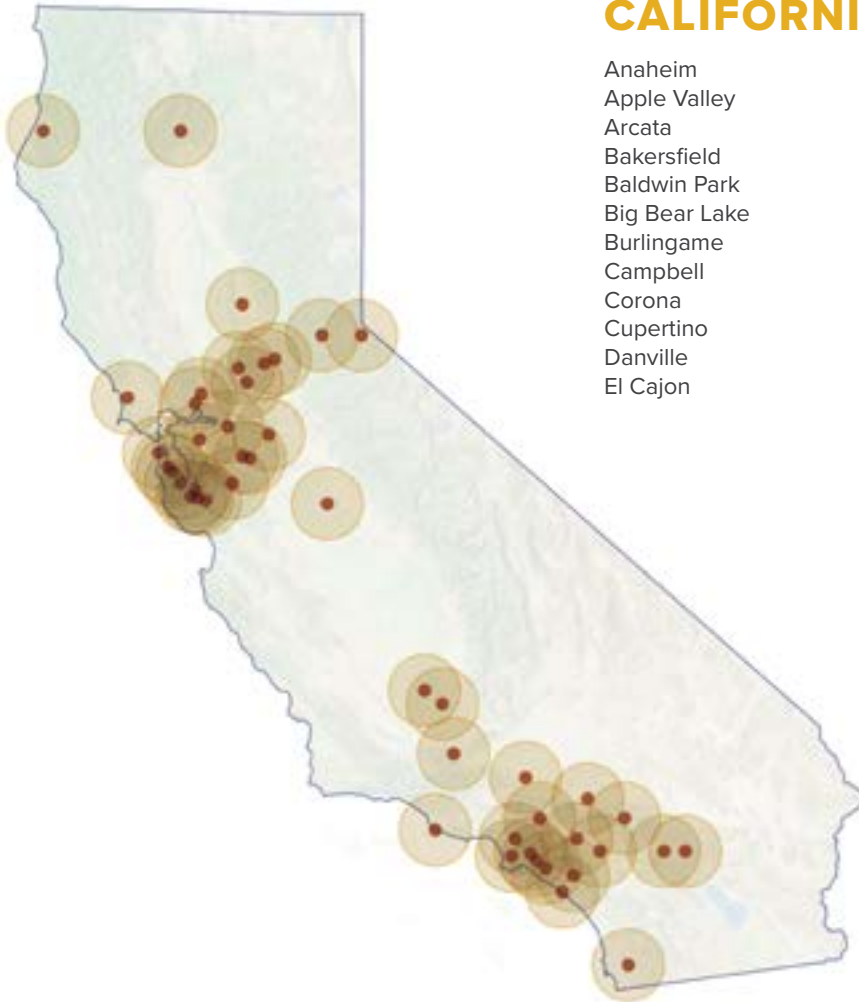 CALIFORNI
Anaheim
Apple Valley
Arcata
Bakersfield
Baldwin Park
Big Bear Lake
Burlingame
Campbell
Corona
Cupertino
Danville
El Cajon